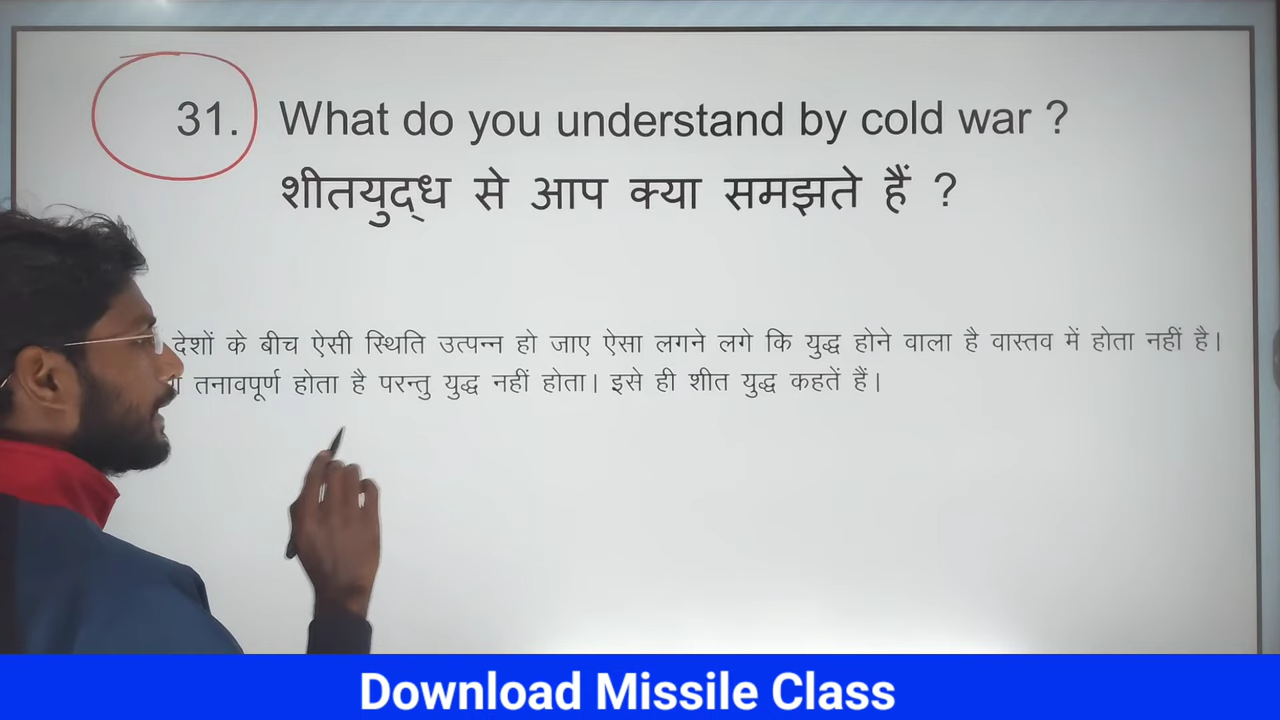 31. What do you understand by cold war ?
शीतयुद्ध से आप क्या समझते हैं ?
देशों के बीच ऐसी स्थिति उत्पन्न हो जाए ऐसा लगने लगे कि युद्ध होने वाला है वास्तव में होता नहीं है।
तनावपूर्ण होता है परन्तु युद्ध नहीं होता। इसे ही शीत युद्ध कहतें हैं।
Download Missile Class